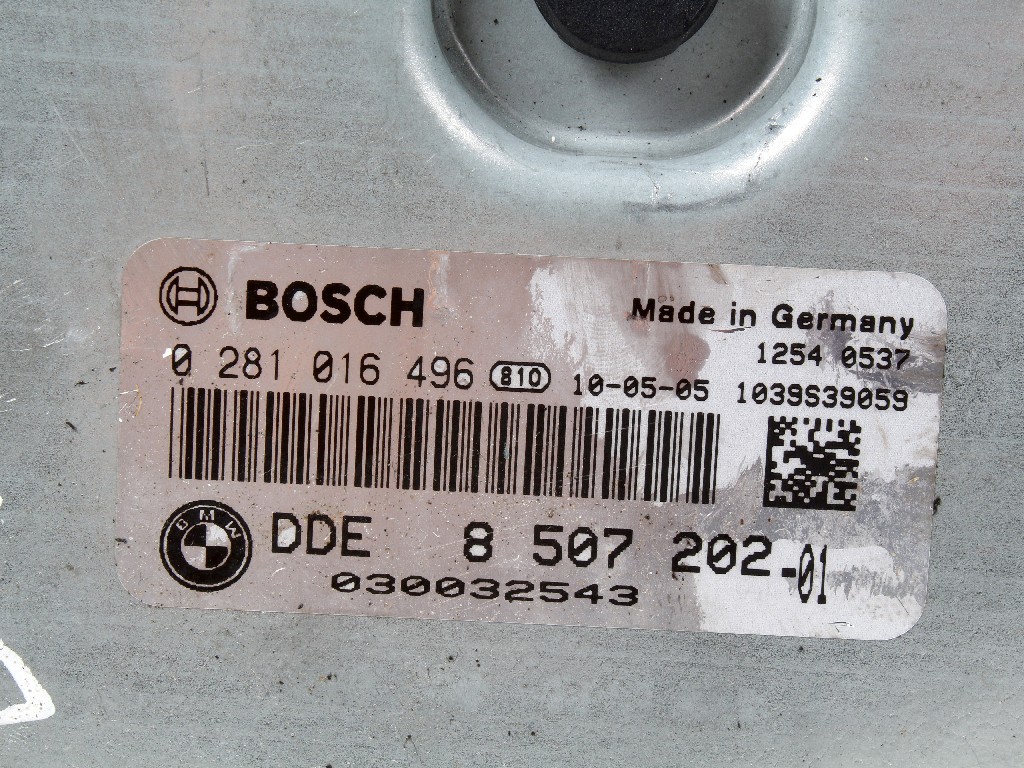 BOSCH Made in Germany
1254 0537
0 281 016 496 810 10-05-05 1039S39059
BMW DDE 8 507 202-01
030032543